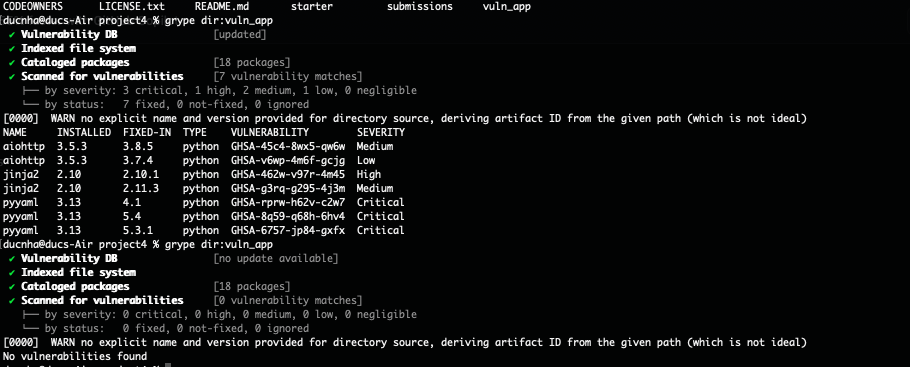 CODEOWNERS LICENSE.txt README.md starter submissions vuln_app
ducnha@ducs-Air project4 % grype dir:vuln_app
✔ Vulnerability DB [updated]
✔ Indexed file system
✔ Cataloged packages [18 packages]
✔ Scanned for vulnerabilities [7 vulnerability matches]
├── by severity: 3 critical, 1 high, 2 medium, 1 low, 0 negligible
└── by status: 7 fixed, 0 not-fixed, 0 ignored
[0000] WARN no explicit name and version provided for directory source, deriving artifact ID from the given path (which is not ideal)
NAME INSTALLED FIXED-IN TYPE VULNERABILITY SEVERITY
aiohttp 3.5.3 3.8.5 python GHSA-45c4-8wx5-qw6w Medium
aiohttp 3.5.3 3.7.4 python GHSA-v6wp-4m6f-gcjg Low
jinja2 2.10 2.10.1 python GHSA-462w-v97r-4m45 High
jinja2 2.10 2.11.3 python GHSA-g3rq-g295-4j3m Medium
pyyaml 3.13 4.1 python GHSA-rprw-h62v-c2w7 Critical
pyyaml 3.13 5.4 python GHSA-8q59-q68h-6hv4 Critical
pyyaml 3.13 5.3.1 python GHSA-6757-jp84-gxfx Critical
ducnha@ducs-Air project4 % grype dir:vuln_app
✔ Vulnerability DB [no update available]
✔ Indexed file system
✔ Cataloged packages [18 packages]
✔ Scanned for vulnerabilities [0 vulnerability matches]
├── by severity: 0 critical, 0 high, 0 medium, 0 low, 0 negligible
└── by status: 0 fixed, 0 not-fixed, 0 ignored
[0000] WARN no explicit name and version provided for directory source, deriving artifact ID from the given path (which is not ideal)
No vulnerabilities found